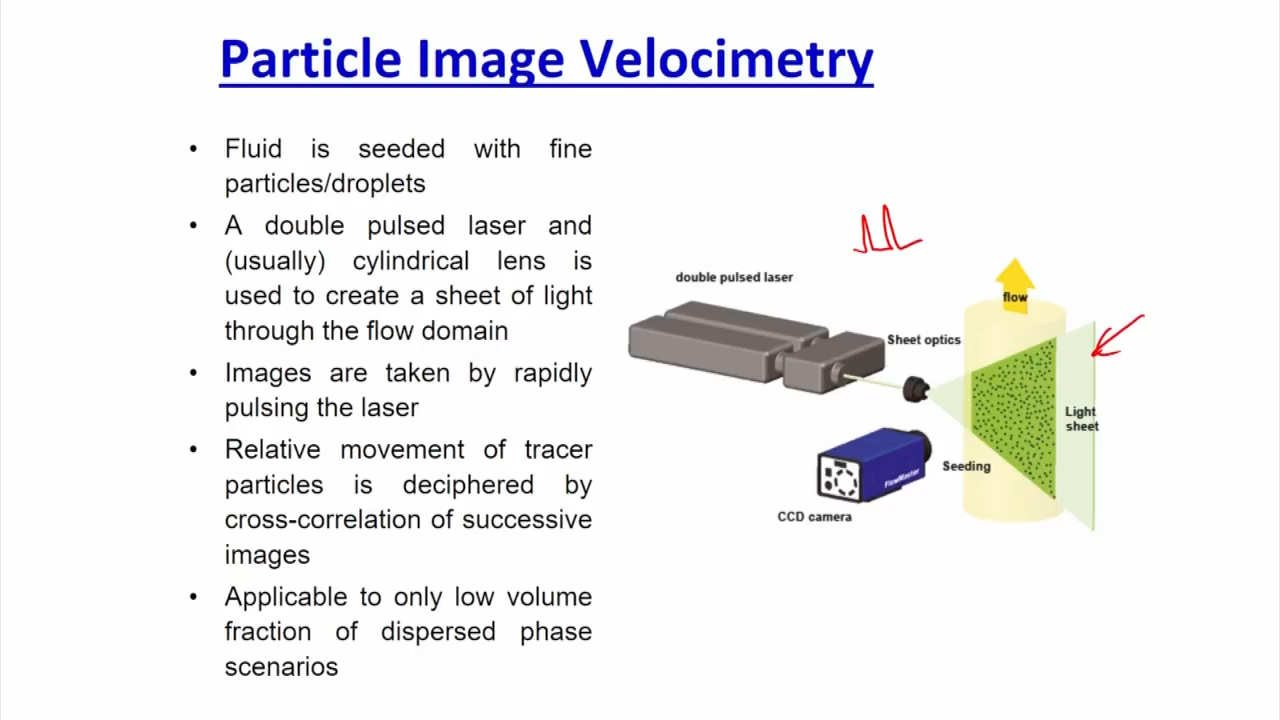 Particle Image Velocimetry
• Fluid is seeded with fine
particles/droplets
• A double pulsed laser and
(usually) cylindrical lens is
used to create a sheet of light
through the flow domain
• Images are taken by rapidly
pulsing the laser
• Relative movement of tracer
particles is deciphered by
cross-correlation of successive
images
• Applicable to only low volume
fraction of dispersed phase
scenarios
double pulsed laser
flow
Sheet optics
Light
sheet
Seeding
FlowMaster
CCD camera